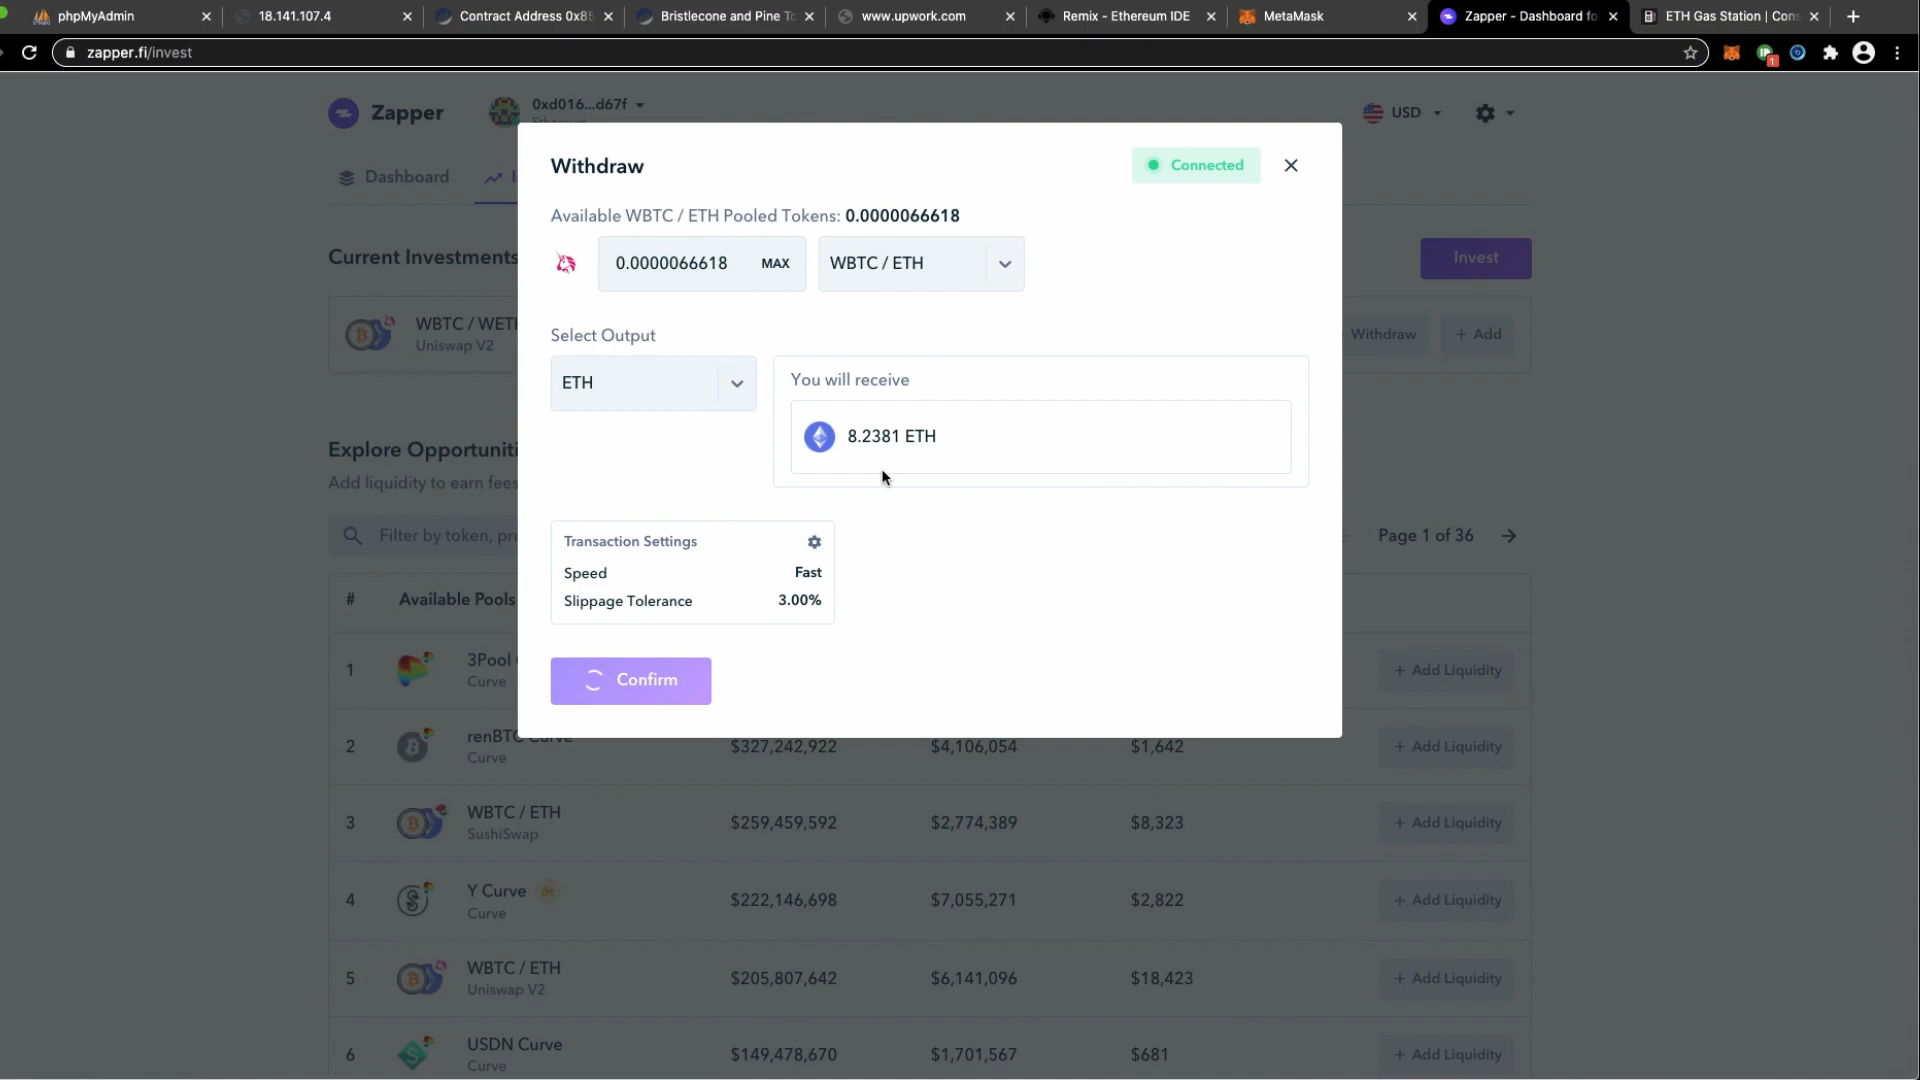 phpMyAdmin
18.141.107.4
Contract Address 0x85
Bristlecone and Pine To
www.upwork.com
Remix - Ethereum IDE
MetaMask
Zapper - Dashboard fo
ETH Gas Station | Cons
zapper.fi/invest
1
Zapper
0xd016...d67f
USD
Dashboard
Withdraw
Connected
Available WBTC / ETH Pooled Tokens: 0.0000066618
0.0000066618 MAX WBTC / ETH
Current Investments
Invest
WBTC / WETH
Uniswap V2
Withdraw
+ Add
Select Output
ETH
You will receive
8.2381 ETH
Explore Opportuniti
Add liquidity to earn fees
Filter by token, pro
Page 1 of 36
Transaction Settings
Speed Fast
Slippage Tolerance 3.00%
Confirm
# Available Pools
1 3Pool
Curve
+ Add Liquidity
2 renBTC Curve $327,242,922 $4,106,054 $1,642 + Add Liquidity
Curve
3 WBTC / ETH $259,459,592 $2,774,389 $8,323 + Add Liquidity
SushiSwap
4 Y Curve $222,146,698 $7,055,271 $2,822 + Add Liquidity
Curve
5 WBTC / ETH $205,807,642 $6,141,096 $18,423 + Add Liquidity
Uniswap V2
6 USDN Curve $149,478,670 $1,701,567 $681 + Add Liquidity
Curve